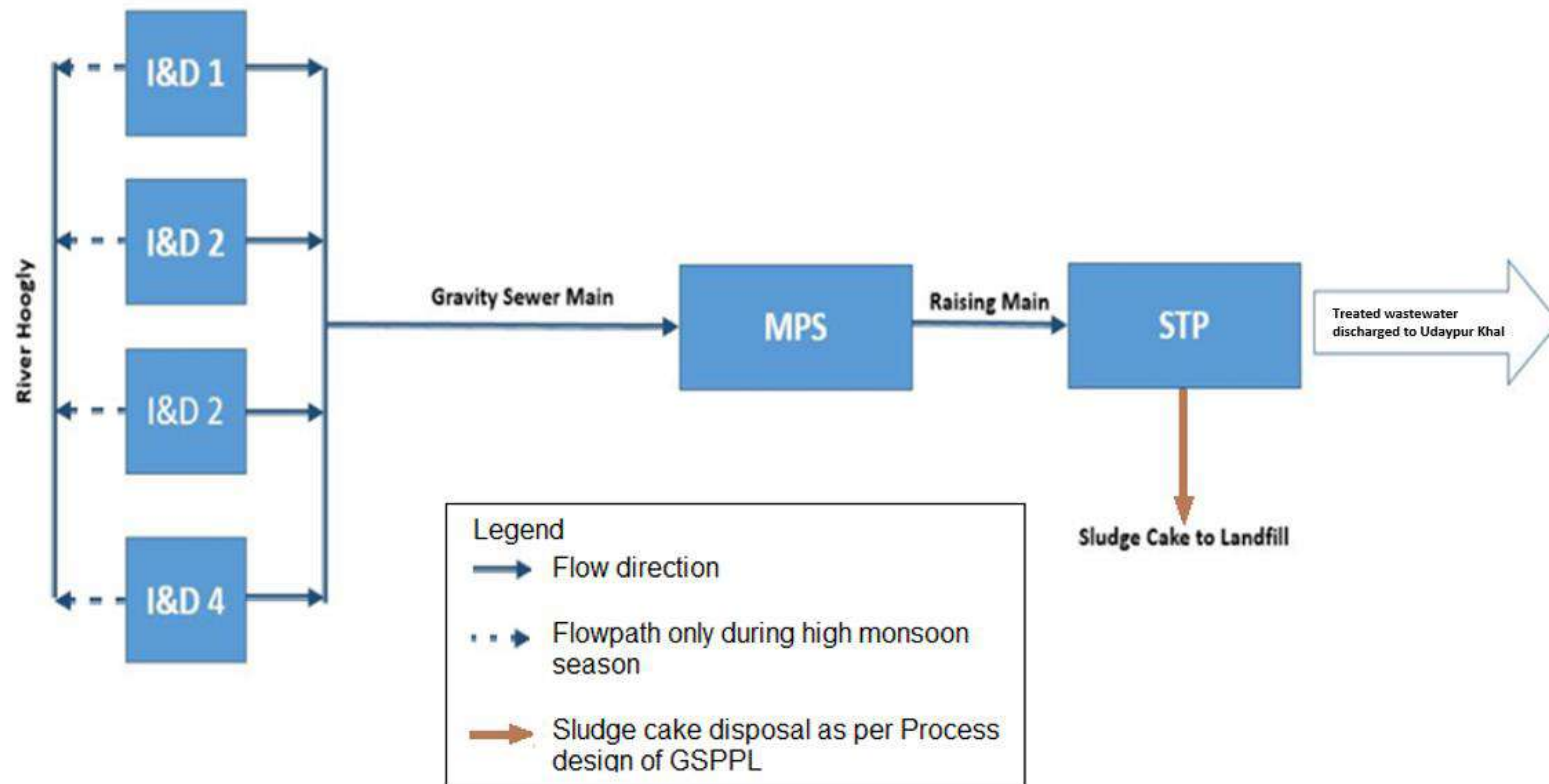 I&D 1
I&D 2
I&D 2
I&D 4
River Hoogly
Gravity Sewer Main
MPS
Raising Main
STP
Treated wastewater
discharged to Udaypur Khal
Sludge Cake to Landfill
Legend
Flow direction
Flowpath only during high monsoon
season
Sludge cake disposal as per Process
design of GSPPL